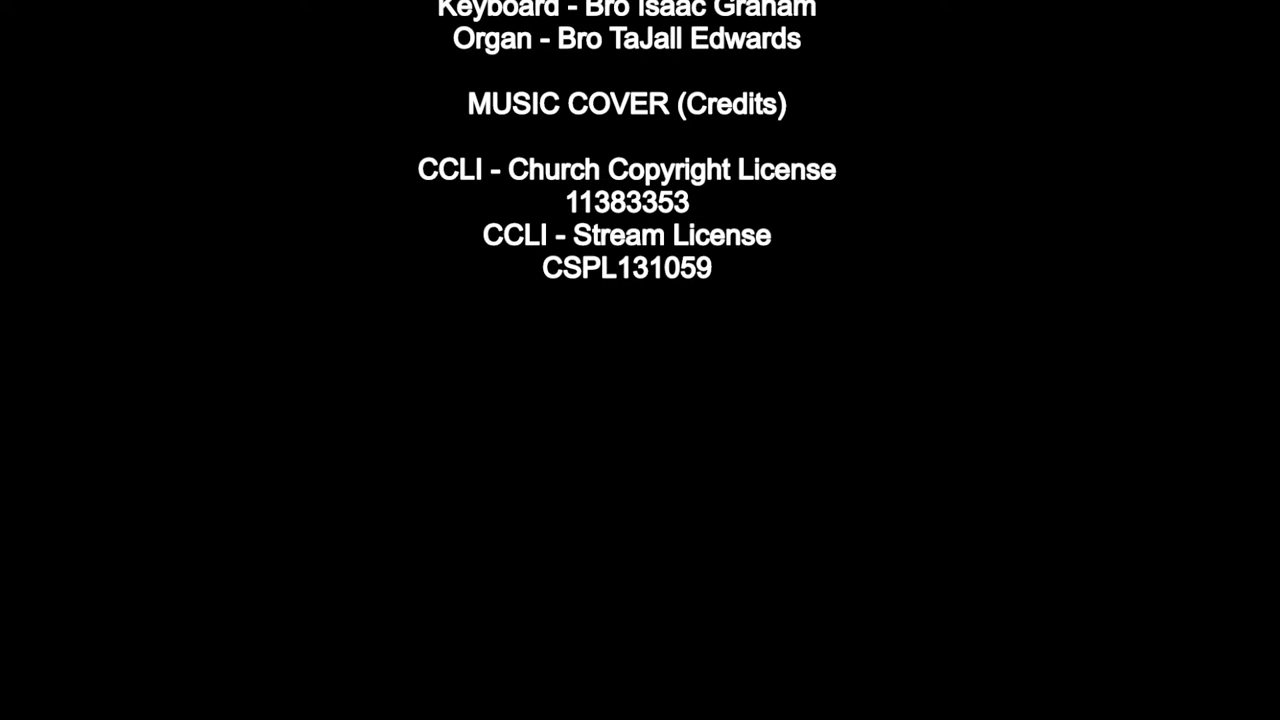 Keyboard - Bro Isaac Graham
Organ - Bro TaJall Edwards
MUSIC COVER (Credits)
CCLI - Church Copyright License
11383353
CCLI - Stream License
CSPL131059